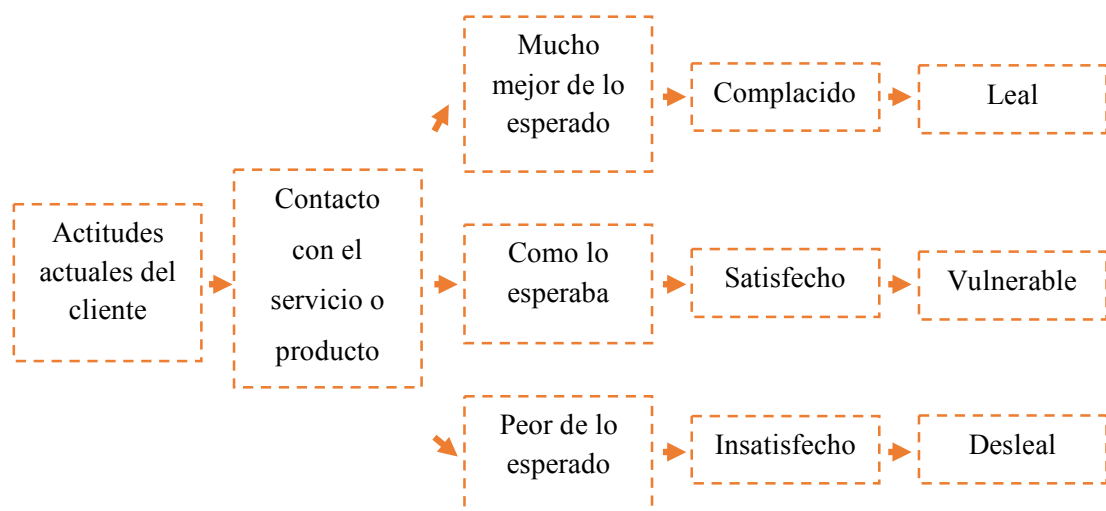 Actitudes
actuales del
cliente
Contacto
con el
servicio o
producto
Mucho
mejor de lo
esperado
Complacido
Leal
Como lo
esperaba
Satisfecho
Vulnerable
Peor de lo
esperado
Insatisfecho
Desleal